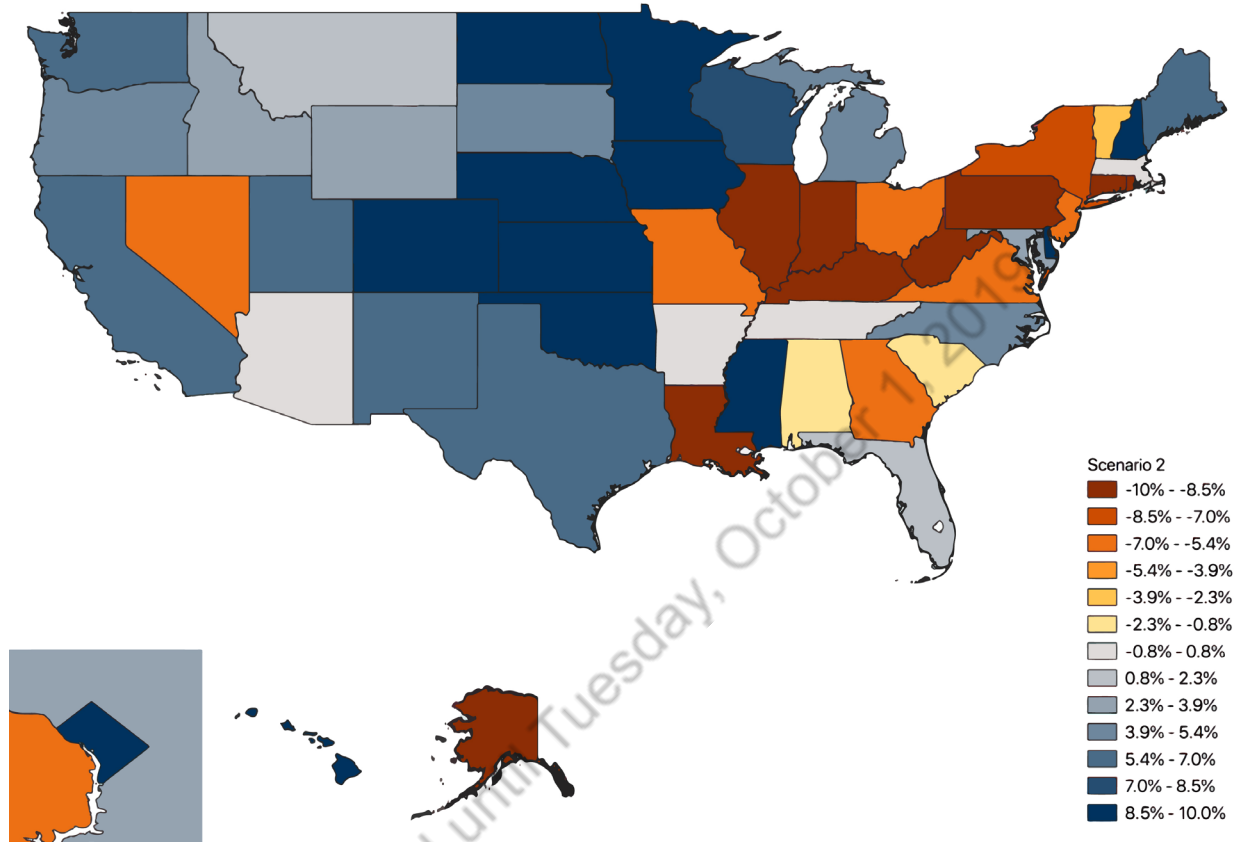 Scenario 2
-10% - -8.5%
-8.5% - -7.0%
-7.0% - -5.4%
-5.4% - -3.9%
-3.9% - -2.3%
-2.3% - -0.8%
-0.8% - 0.8%
0.8% - 2.3%
2.3% - 3.9%
3.9% - 5.4%
5.4% - 7.0%
7.0% - 8.5%
8.5% - 10.0%
until Tuesday, October 1, 2019